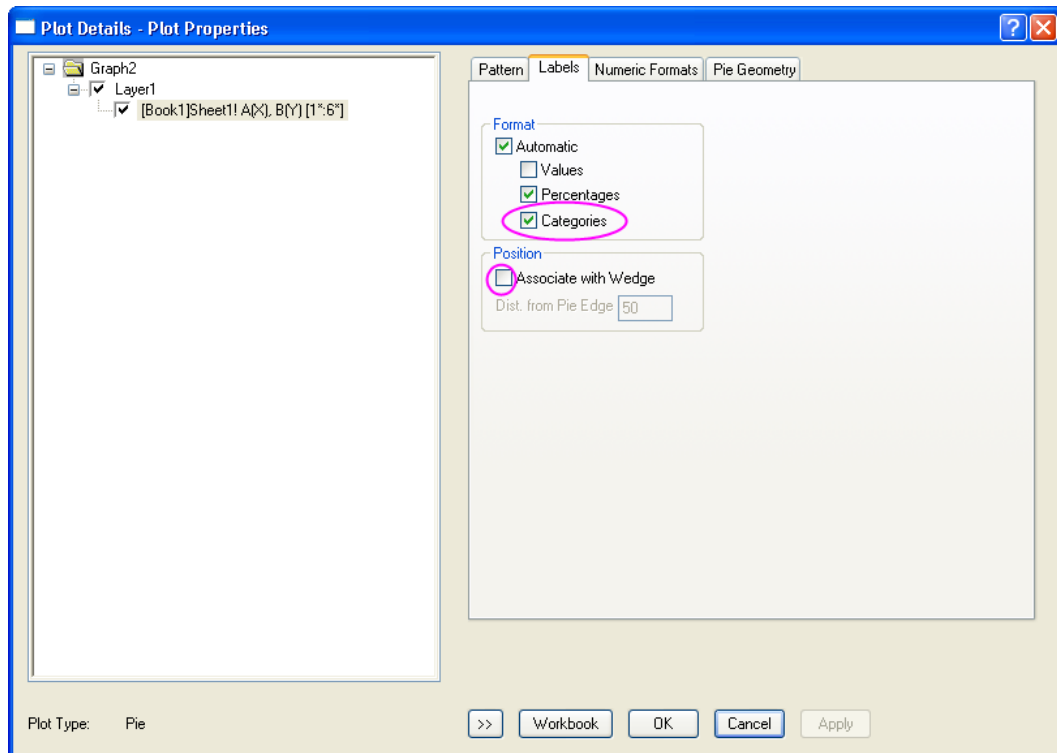 Plot Details - Plot Properties
Graph2
Layer1
[Book1]Sheet1! A(X), B(Y) [1*:6*]
Pattern Labels Numeric Formats Pie Geometry
Format
Automatic
Values
Percentages
Categories
Position
Associate with Wedge
Dist. from Pie Edge 50
Plot Type: Pie
>> Workbook OK Cancel Apply